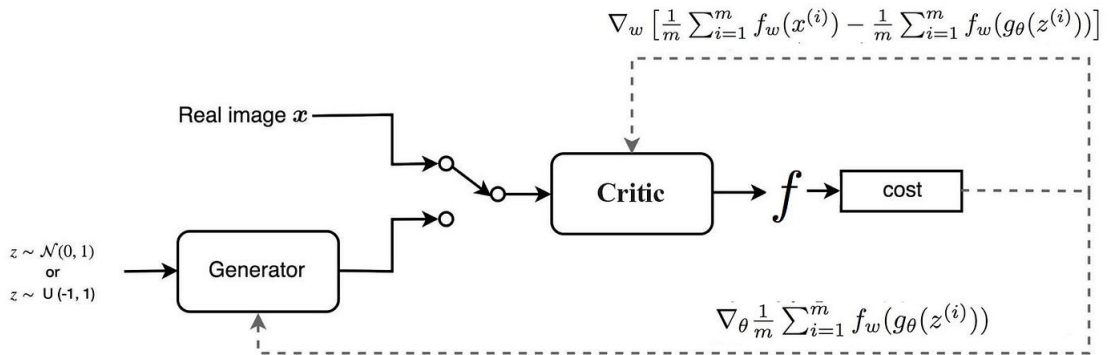 ∇_w [1/m ∑_{i=1}^m f_w(x^{(i)}) − 1/m ∑_{i=1}^m f_w(g_θ(z^{(i)}))]
Real image x
Critic
f
cost
z ~ N(0, 1)
or
z ~ U (-1, 1)
Generator
∇_θ 1/m ∑_{i=1}^m f_w(g_θ(z^{(i)}))